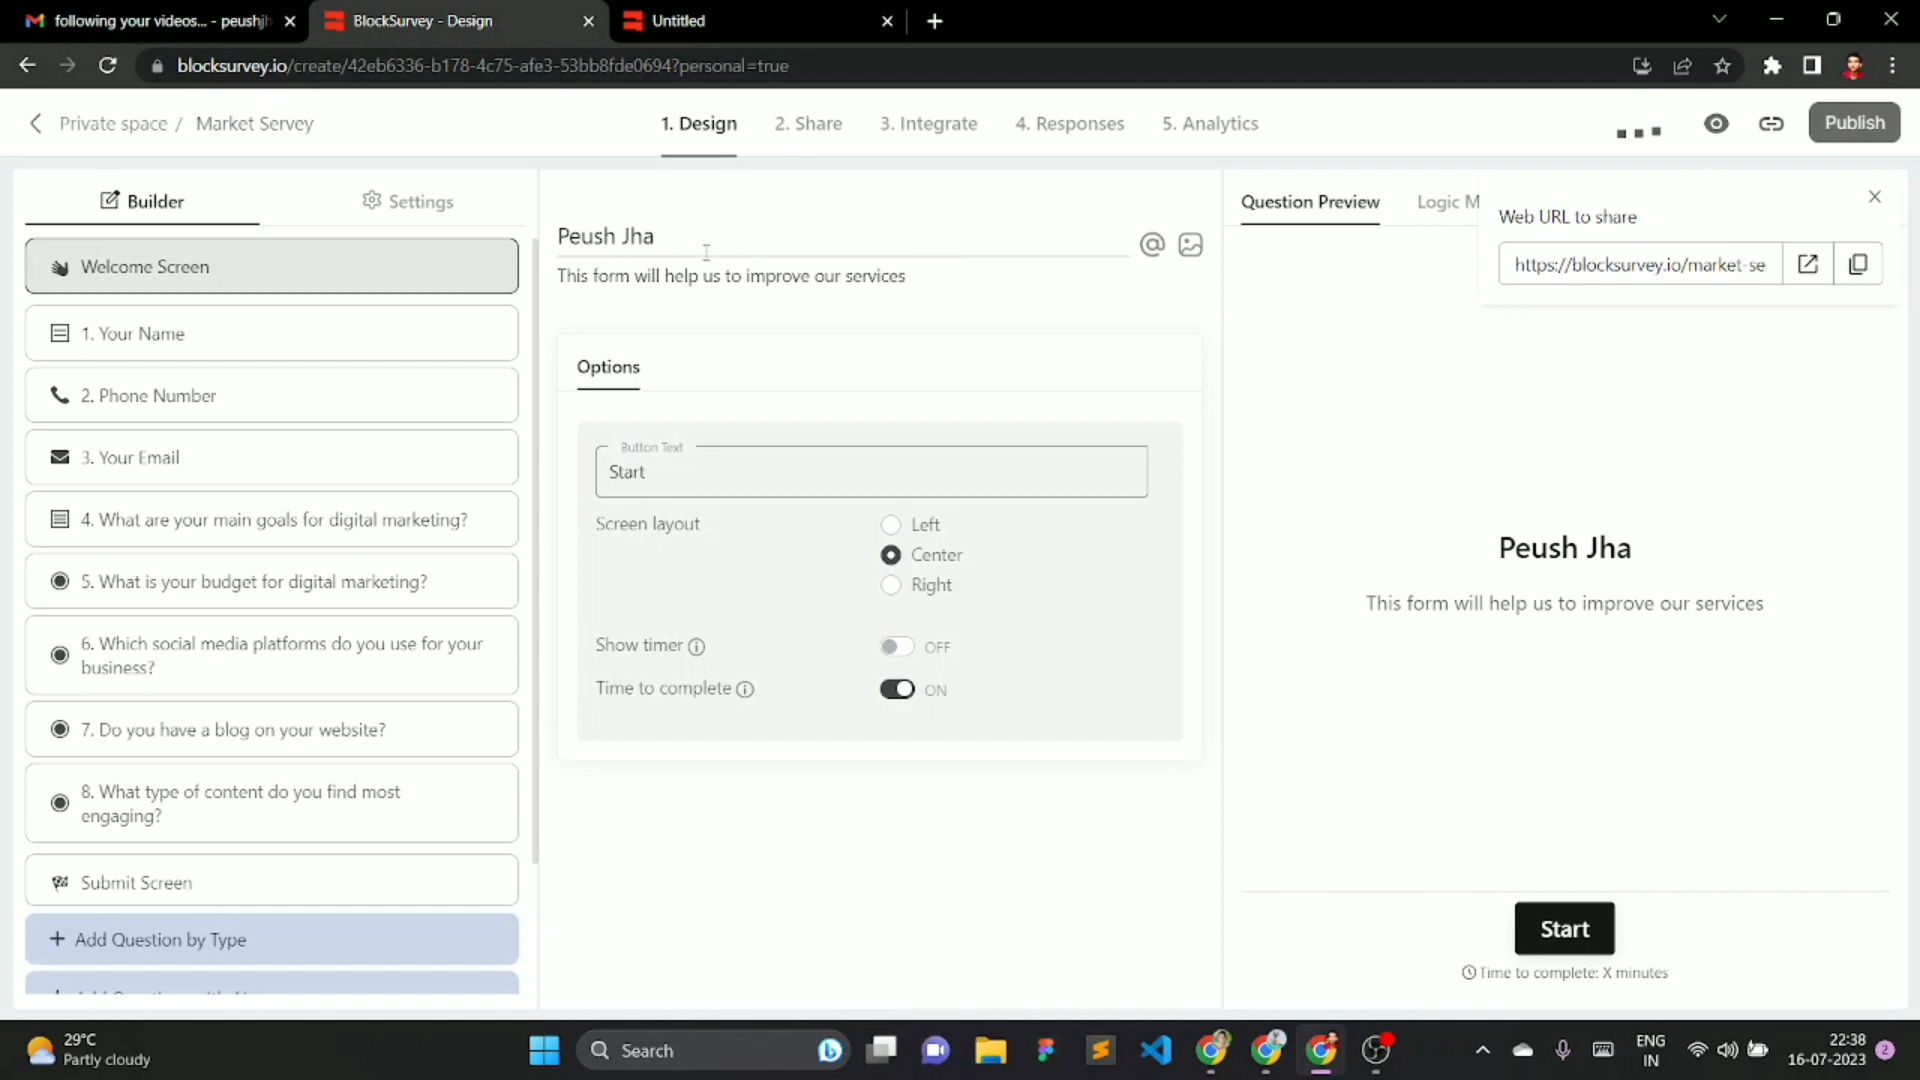 following your videos... - peushjh
BlockSurvey - Design
Untitled
blocksurvey.io/create/42eb6336-b178-4c75-afe3-53bb8fde0694?personal=true
Private space / Market Servey
1. Design
2. Share
3. Integrate
4. Responses
5. Analytics
Publish
Builder
Settings
Welcome Screen
1. Your Name
2. Phone Number
3. Your Email
4. What are your main goals for digital marketing?
5. What is your budget for digital marketing?
6. Which social media platforms do you use for your
business?
7. Do you have a blog on your website?
8. What type of content do you find most
engaging?
Submit Screen
+ Add Question by Type
Peush Jha
This form will help us to improve our services
Options
Button Text
Start
Screen layout
Left
Center
Right
Show timer
OFF
Time to complete
ON
Question Preview
Logic M
Web URL to share
https://blocksurvey.io/market-se
Peush Jha
This form will help us to improve our services
Start
Time to complete: X minutes
29°C
Partly cloudy
Search
ENG
IN
22:38
16-07-2023
2